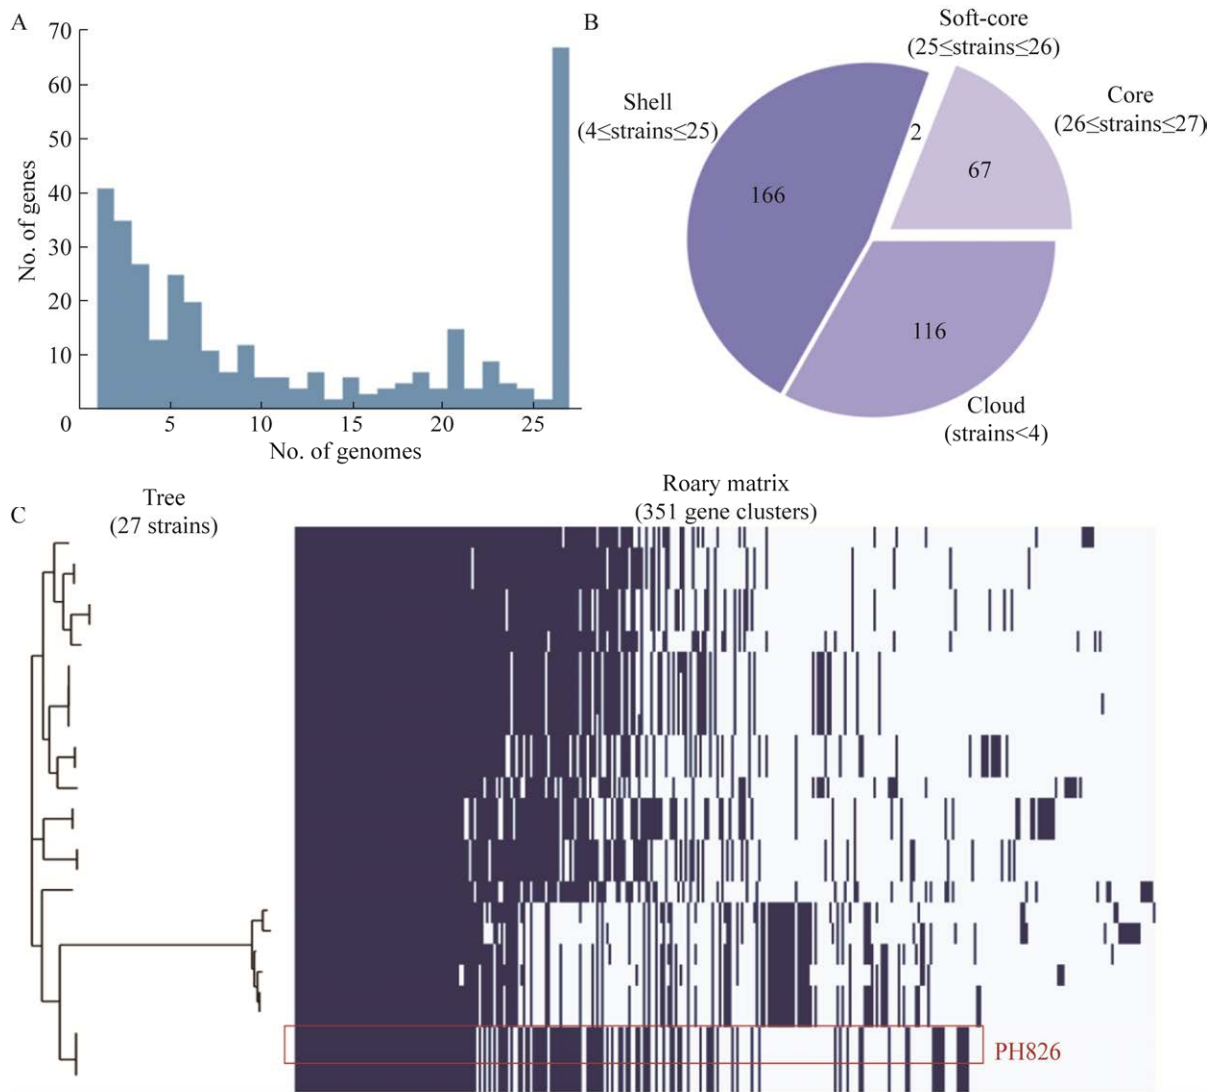 A
70
60
50
40
30
20
10
0
No. of genes
5
10
15
20
25
No. of genomes
B
Soft-core
(25≤strains≤26)
Shell
(4≤strains≤25)
Core
(26≤strains≤27)
2
67
166
116
Cloud
(strains<4)
C
Tree
(27 strains)
Roary matrix
(351 gene clusters)
PH826